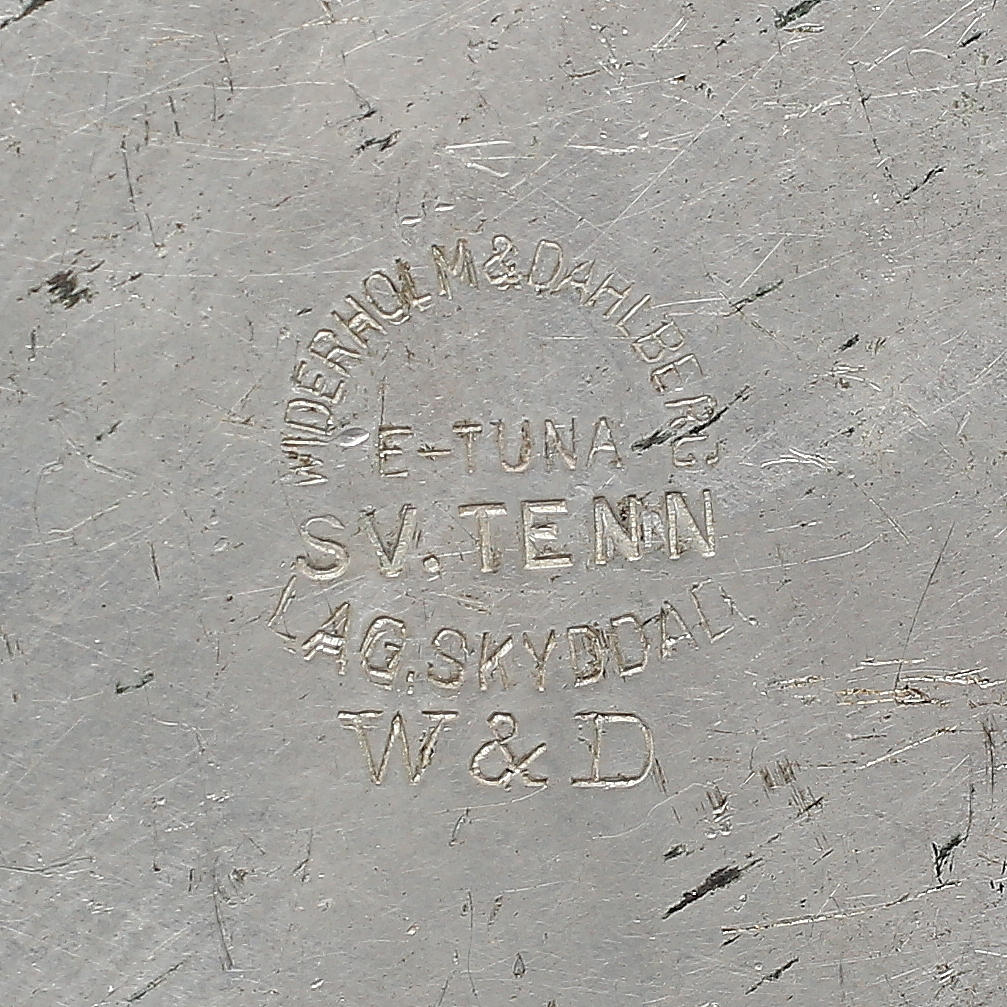 WIDERHOLM & DAHLBERG
E-TUNA
SV. TENN
LAG. SKYDDAD.
W & D